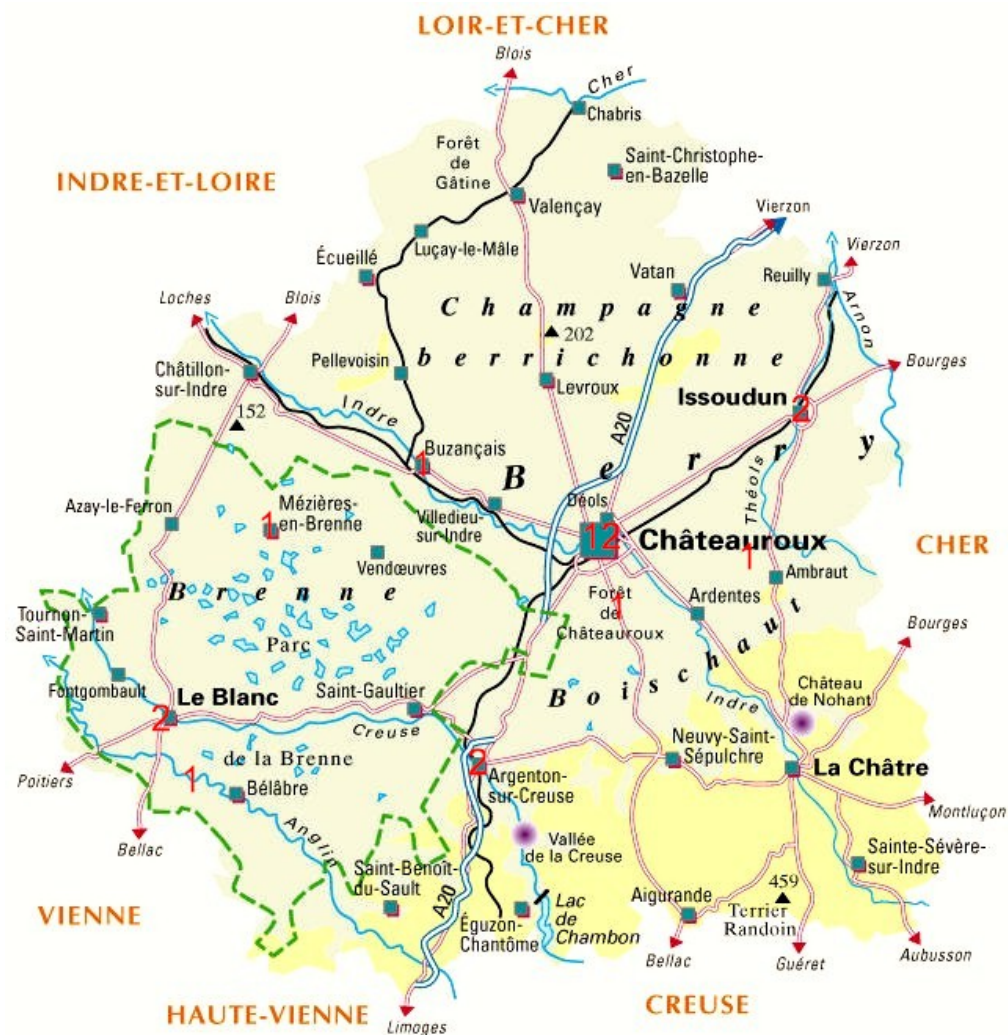 LOIR-ET-CHER
Blois
Cher
Chabris
Forêt
de
Gâtine
Saint-Christophe-
en-Bazelle
INDRE-ET-LOIRE
Valençay
Vierzon
Luçay-le-Mâle
Écueillé
Vatan
Reuilly
Vierzon
Arnon
Loches
Blois
Champagne
202
berrichonne
Pellevoisin
Bourges
Châtillon-
sur-Indre
Levroux
Issoudun
2
Indre
152
A20
Buzançais
1
Berry
Azay-le-Ferron
Mézières-
en-Brenne
1
Villedieu-
sur-Indre
Déols
Théols
12
Châteauroux
CHER
Vendœuvres
1
Ambraut
Brenne
Forêt
de
Châteauroux
1
Ardentes
Tournon-
Saint-Martin
Parc
Bourges
Fontgombault
Le Blanc
2
Saint-Gaultier
Boischaut
Indre
Château
de Nohant
Creuse
de la Brenne
Neuvy-Saint-
Sépulchre
La Châtre
Poitiers
1
Bélâbre
2
Argenton-
sur-Creuse
Montluçon
Anglin
Bellac
Vallée
de la Creuse
Sainte-Sévère-
sur-Indre
Saint-Benoît-
du-Sault
A20
459
Aigurande
Terrier
Randoin
VIENNE
Éguzon-
Chantôme
Lac
de
Chambon
Bellac
Guéret
Aubusson
HAUTE-VIENNE
Limoges
CREUSE